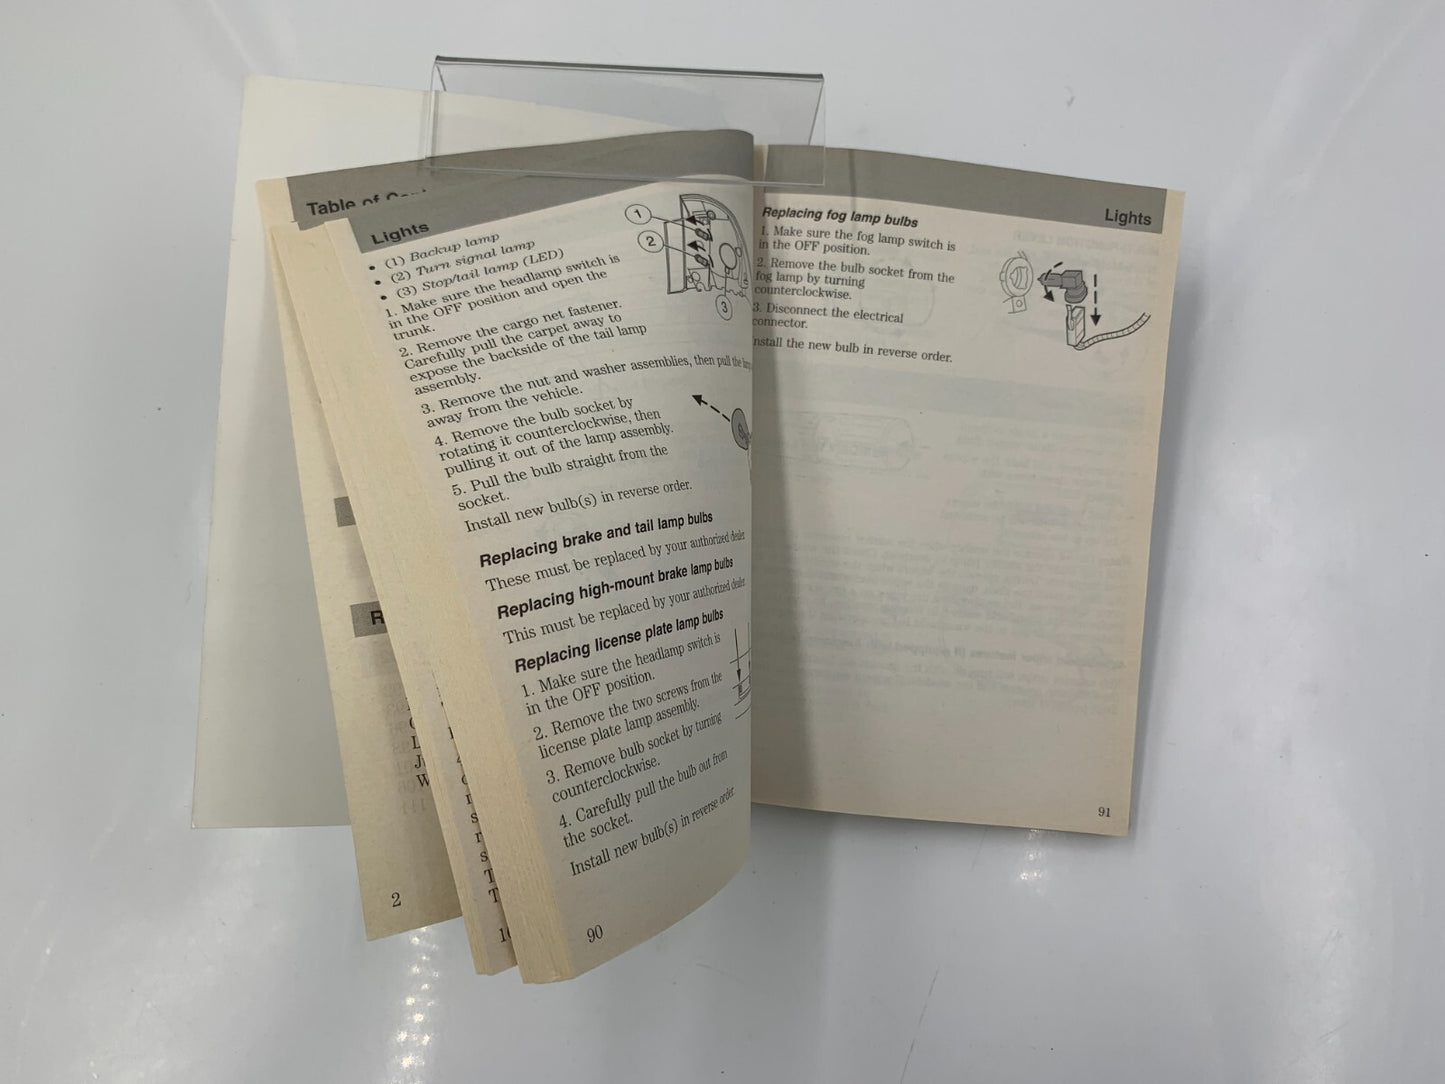 Table of
Lights
• (1) Backup lamp
• (2) Turn signal lamp
• (3) Stop/tail lamp (LED)
1. Make sure the headlamp switch is
in the OFF position and open the
trunk.
2. Remove the cargo net fastener.
Carefully pull the carpet away to
expose the backside of the tail lamp
assembly.
1
2
3
3. Remove the nut and washer assemblies, then pull the
away from the vehicle.
4. Remove the bulb socket by
rotating it counterclockwise, then
pulling it out of the lamp assembly.
5. Pull the bulb straight from the
socket.
Install new bulb(s) in reverse order.
Replacing brake and tail lamp bulbs
These must be replaced by your authorized dealer.
Replacing high-mount brake lamp bulbs
This must be replaced by your authorized dealer.
Replacing license plate lamp bulbs
1. Make sure the headlamp switch is
in the OFF position.
2. Remove the two screws from the
license plate lamp assembly.
3. Remove bulb socket by turning
counterclockwise.
4. Carefully pull the bulb out from
the socket.
Install new bulb(s) in reverse order.
90
2
Lights
Replacing fog lamp bulbs
1. Make sure the fog lamp switch is
in the OFF position.
2. Remove the bulb socket from the
fog lamp by turning
counterclockwise.
3. Disconnect the electrical
connector.
nstall the new bulb in reverse order.
91